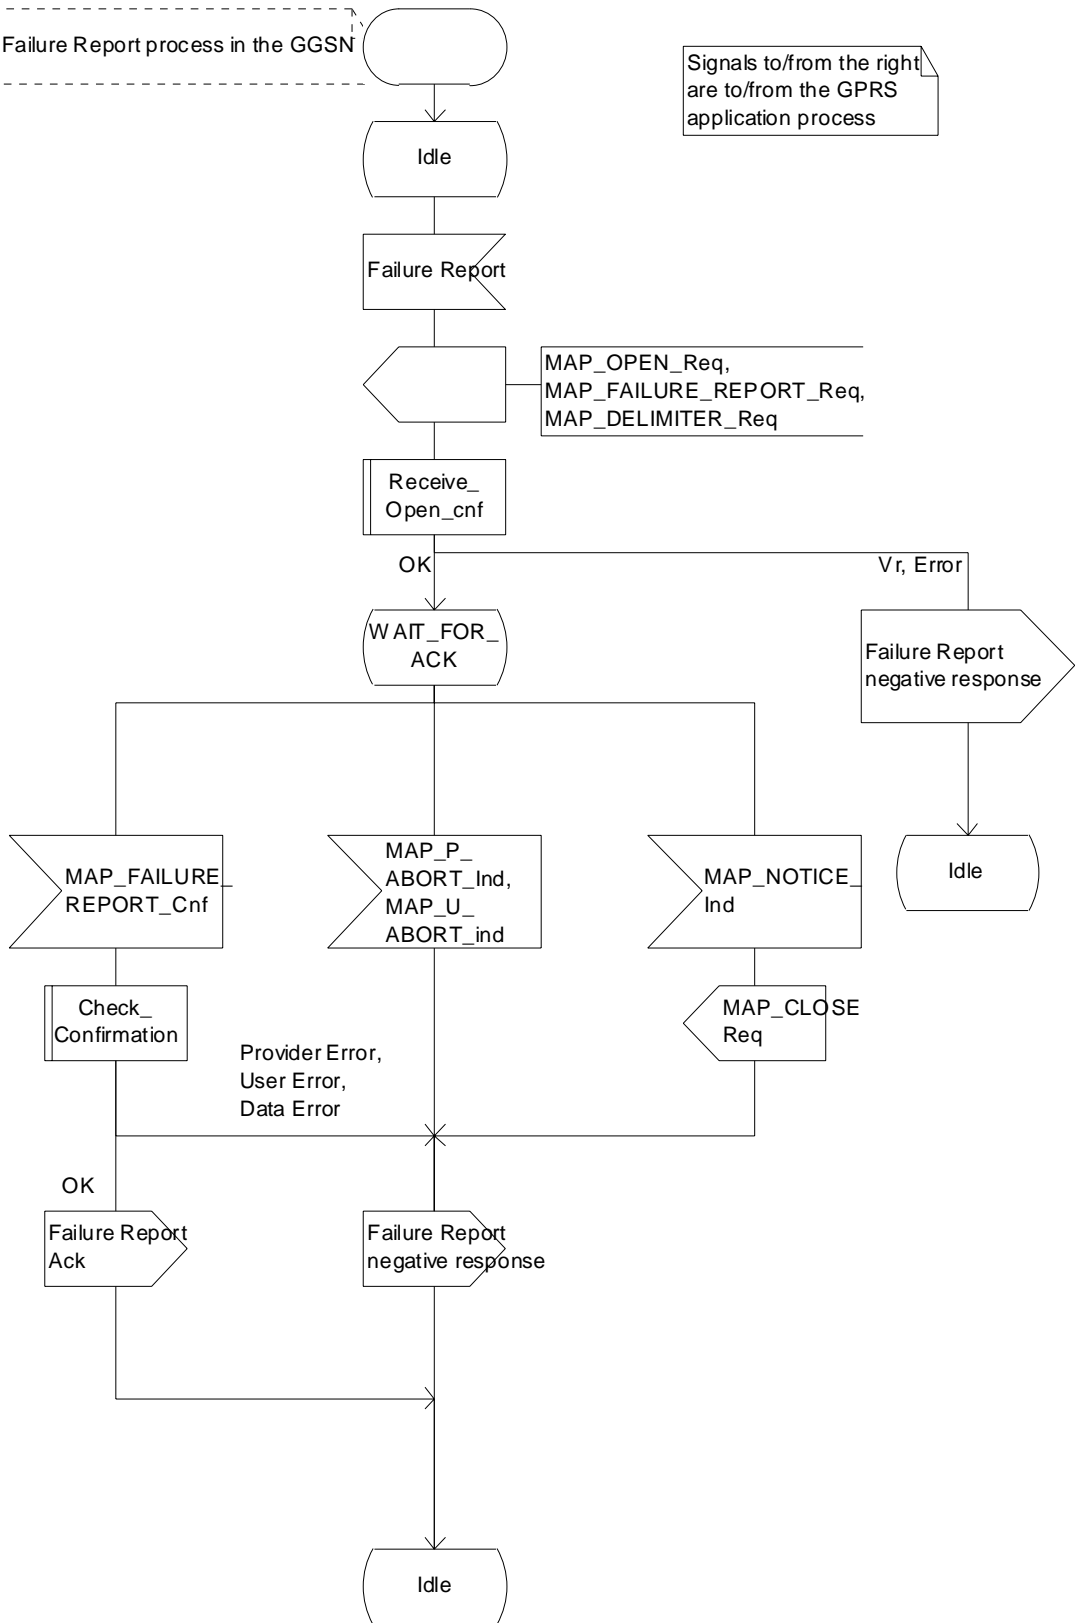 Failure Report process in the GGSN
Signals to/from the right
are to/from the GPRS
application process
Idle
Failure Report
MAP_OPEN_Req,
MAP_FAILURE_REPORT_Req,
MAP_DELIMITER_Req
Receive_
Open_cnf
OK
Vr, Error
WAIT_FOR_
ACK
Failure Report
negative response
MAP_FAILURE_
REPORT_Cnf
MAP_P_
ABORT_Ind,
MAP_U_
ABORT_ind
MAP_NOTICE_
Ind
Idle
Check_
Confirmation
MAP_CLOSE
Req
Provider Error,
User Error,
Data Error
OK
Failure Report
Ack
Failure Report
negative response
Idle